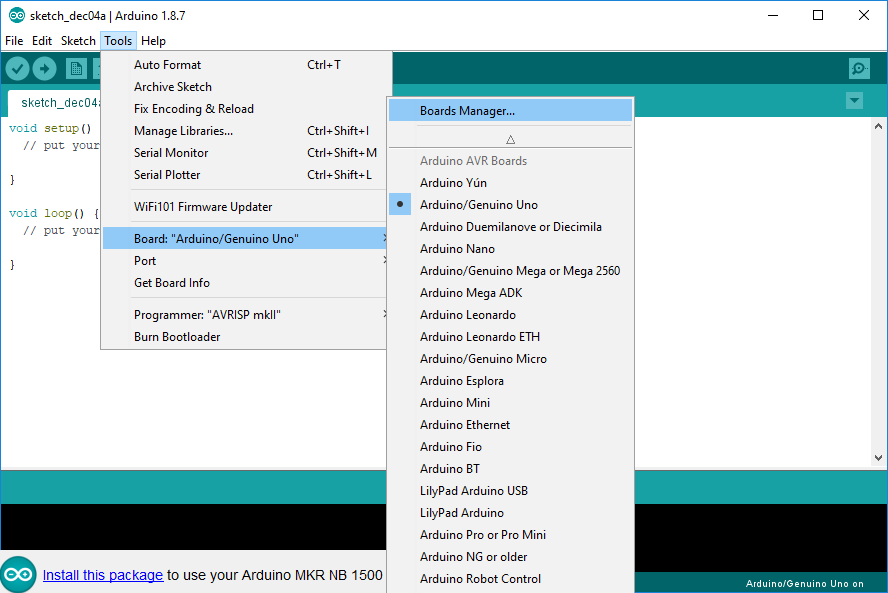 sketch_dec04a | Arduino 1.8.7
File Edit Sketch Tools Help
sketch_dec04a
void setup()
// put your
}
void loop() {
// put your
}
Auto Format Ctrl+T
Archive Sketch
Fix Encoding & Reload
Manage Libraries... Ctrl+Shift+I
Serial Monitor Ctrl+Shift+M
Serial Plotter Ctrl+Shift+L
WiFi101 Firmware Updater
Board: "Arduino/Genuino Uno"
Port
Get Board Info
Programmer: "AVRISP mkII"
Burn Bootloader
Boards Manager...
Arduino AVR Boards
Arduino Yún
Arduino/Genuino Uno
Arduino Duemilanove or Diecimila
Arduino Nano
Arduino/Genuino Mega or Mega 2560
Arduino Mega ADK
Arduino Leonardo
Arduino Leonardo ETH
Arduino/Genuino Micro
Arduino Esplora
Arduino Mini
Arduino Ethernet
Arduino Fio
Arduino BT
LilyPad Arduino USB
LilyPad Arduino
Arduino Pro or Pro Mini
Arduino NG or older
Arduino Robot Control
Install this package to use your Arduino MKR NB 1500
Arduino/Genuino Uno on